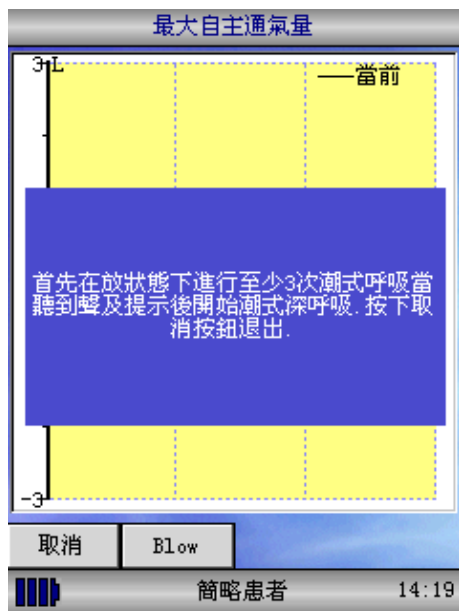 最大自主通氣量
3 L
當前
首先在放狀態下進行至少3次潮式呼吸當
聽到聲及提示後開始潮式深呼吸.按下取
消按鈕退出.
-3
取消 Blow
簡略患者 14:19